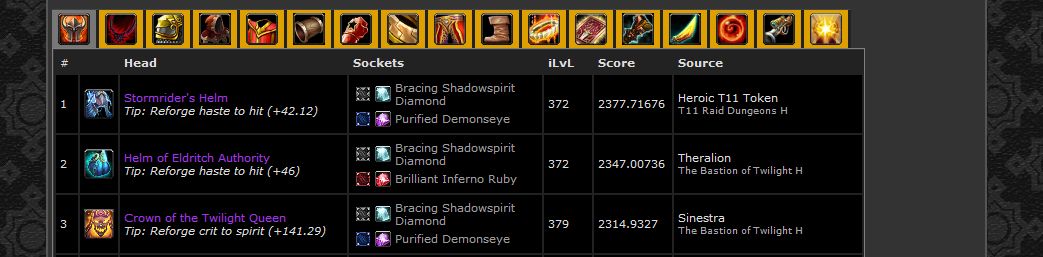 # Head Sockets iLvL Score Source
1 Stormrider's Helm
Tip: Reforge haste to hit (+42.12)
Bracing Shadowspirit
Diamond
Purified Demonseye
372 2377.71676 Heroic T11 Token
T11 Raid Dungeons H
2 Helm of Eldritch Authority
Tip: Reforge haste to hit (+46)
Bracing Shadowspirit
Diamond
Brilliant Inferno Ruby
372 2347.00736 Theralion
The Bastion of Twilight H
3 Crown of the Twilight Queen
Tip: Reforge crit to spirit (+141.29)
Bracing Shadowspirit
Diamond
Purified Demonseye
379 2314.9327 Sinestra
The Bastion of Twilight H